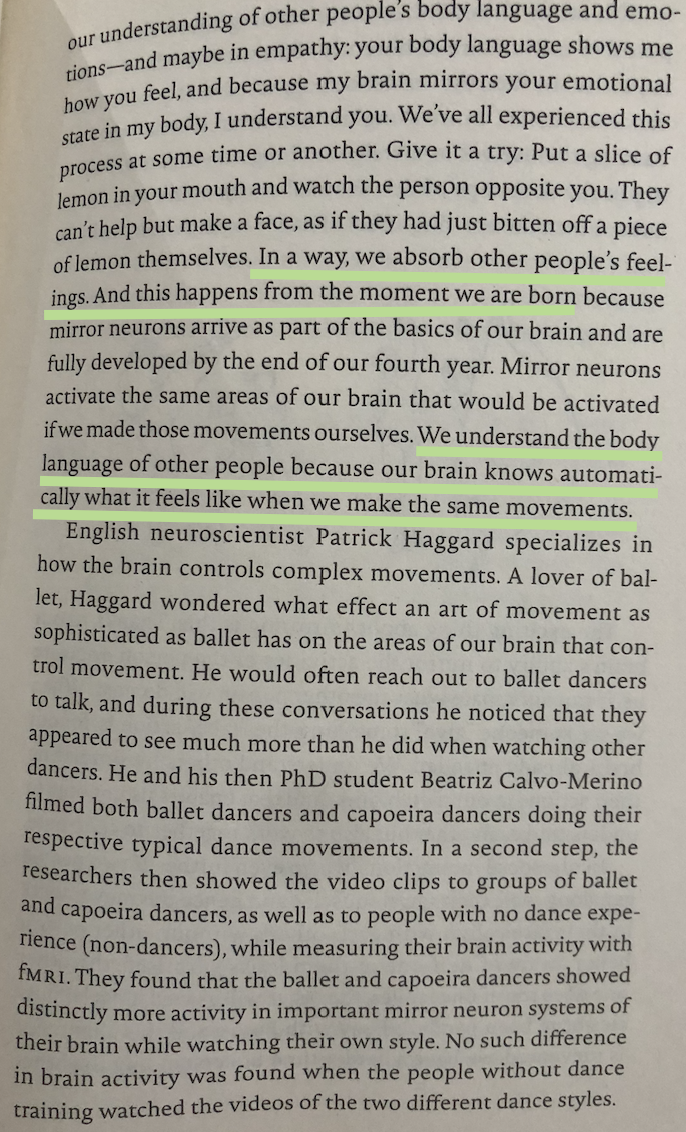 our understanding of other people's body language and emo-
tions—and maybe in empathy: your body language shows me
how you feel, and because my brain mirrors your emotional
state in my body, I understand you. We've all experienced this
process at some time or another. Give it a try: Put a slice of
lemon in your mouth and watch the person opposite you. They
can't help but make a face, as if they had just bitten off a piece
of lemon themselves. In a way, we absorb other people's feel-
ings. And this happens from the moment we are born because
mirror neurons arrive as part of the basics of our brain and are
fully developed by the end of our fourth year. Mirror neurons
activate the same areas of our brain that would be activated
if we made those movements ourselves. We understand the body
language of other people because our brain knows automati-
cally what it feels like when we make the same movements.
English neuroscientist Patrick Haggard specializes in
how the brain controls complex movements. A lover of bal-
let, Haggard wondered what effect an art of movement as
sophisticated as ballet has on the areas of our brain that con-
trol movement. He would often reach out to ballet dancers
to talk, and during these conversations he noticed that they
appeared to see much more than he did when watching other
dancers. He and his then PhD student Beatriz Calvo-Merino
filmed both ballet dancers and capoeira dancers doing their
respective typical dance movements. In a second step, the
researchers then showed the video clips to groups of ballet
and capoeira dancers, as well as to people with no dance expe-
rience (non-dancers), while measuring their brain activity with
fMRI. They found that the ballet and capoeira dancers showed
distinctly more activity in important mirror neuron systems of
their brain while watching their own style. No such difference
in brain activity was found when the people without dance
training watched the videos of the two different dance styles.